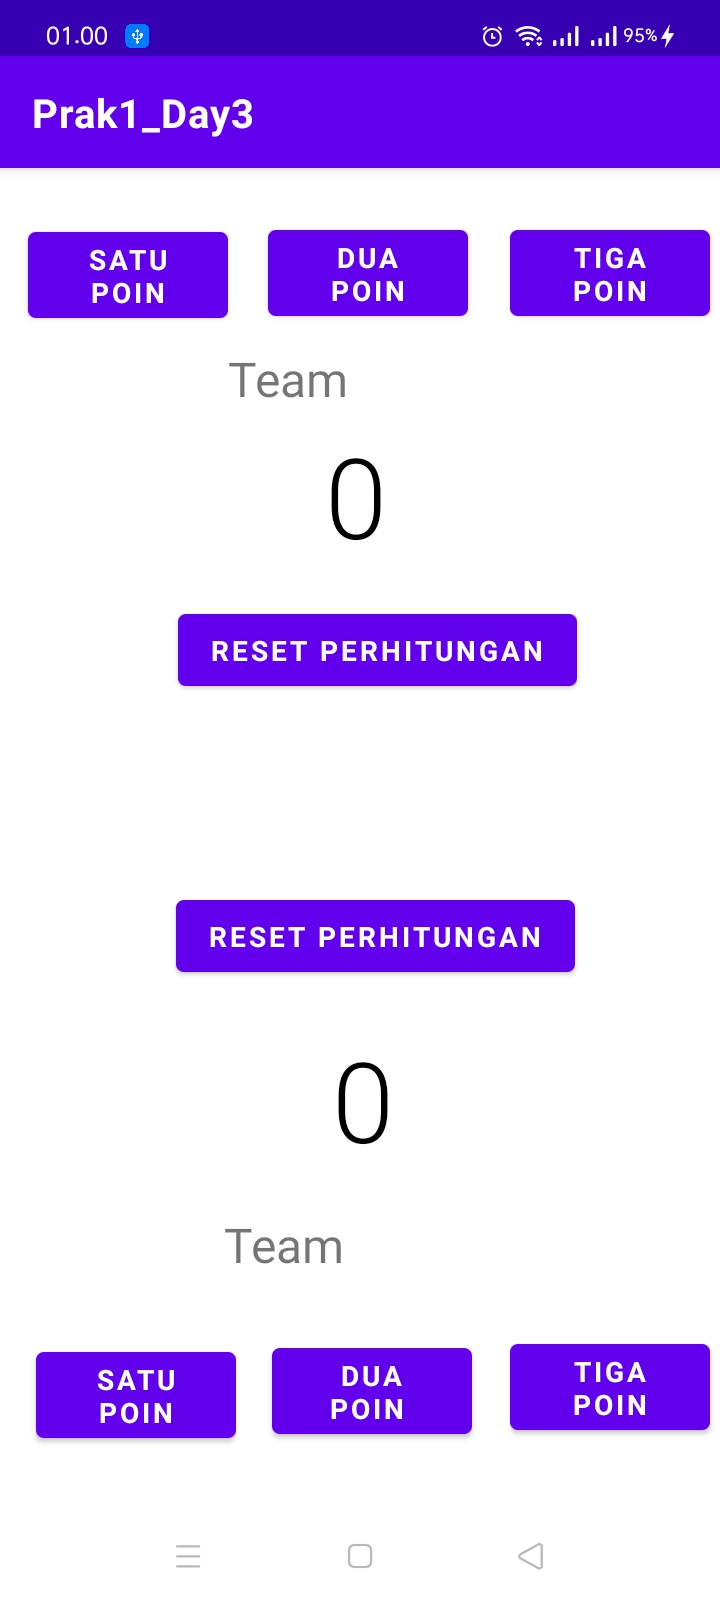 01.00 95%
Prak1_Day3
SATU
POIN
DUA
POIN
TIGA
POIN
Team
0
RESET PERHITUNGAN
RESET PERHITUNGAN
0
Team
SATU
POIN
DUA
POIN
TIGA
POIN